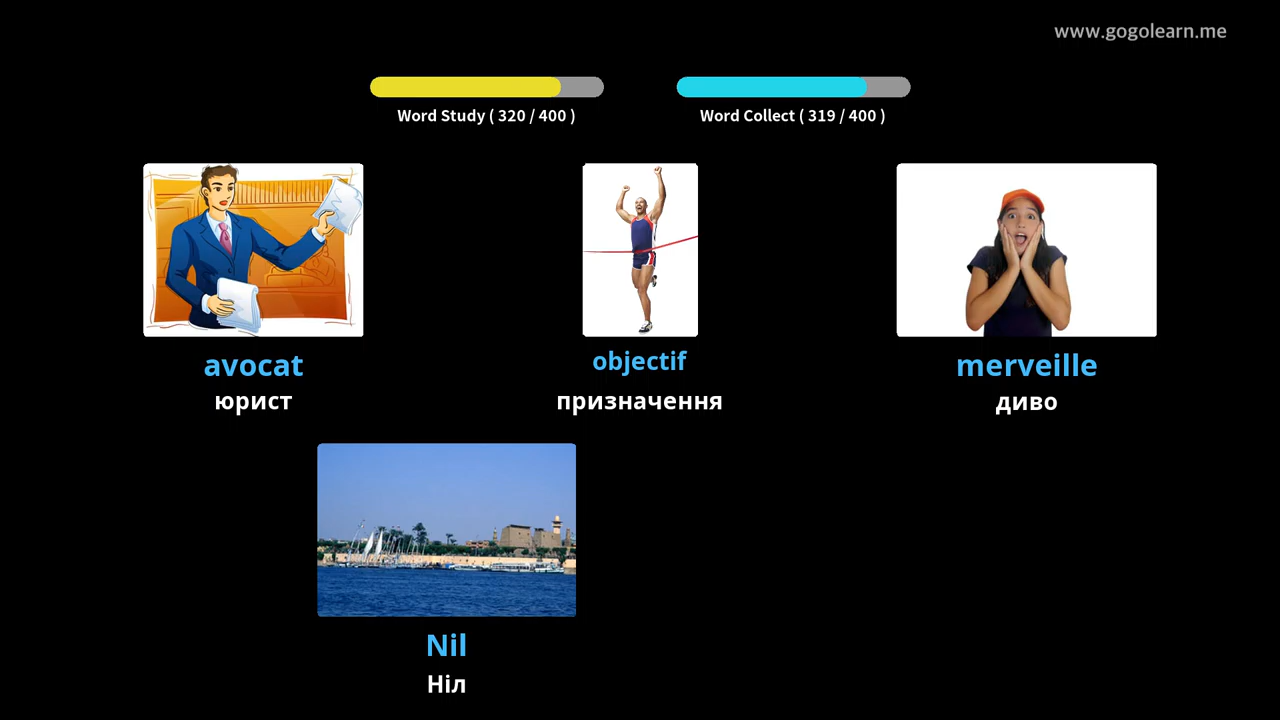 www.gogolearn.me
Word Study ( 320 / 400 )
Word Collect ( 319 / 400 )
avocat
юрист
objectif
призначення
merveille
диво
Nil
Ніл